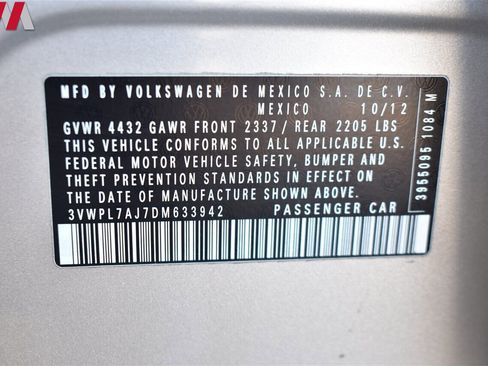 MFD BY VOLKSWAGEN DE MEXICO S.A. DE C.V.
MEXICO 10/12
GVWR 4432 GAWR FRONT 2337/ REAR 2205 LBS
THIS VEHICLE CONFORMS TO ALL APPLICABLE U.S.
FEDERAL MOTOR VEHICLE SAFETY, BUMPER AND
THEFT PREVENTION STANDARDS IN EFFECT ON
THE DATE OF MANUFACTURE SHOWN ABOVE.
3VWPL7AJ7DM633942 PASSENGER CAR
3955095 1084 M